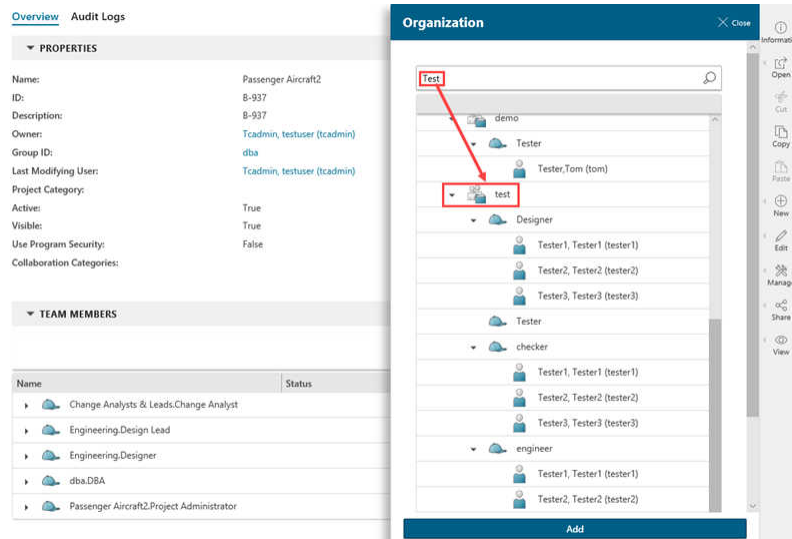 Overview Audit Logs
PROPERTIES
Name: Passenger Aircraft2
ID: B-937
Description: B-937
Owner: Tcadmin, testuser (tcadmin)
Group ID: dba
Last Modifying User: Tcadmin, testuser (tcadmin)
Project Category:
Active: True
Visible: True
Use Program Security: False
Collaboration Categories:
TEAM MEMBERS
Name Status
Change Analysts & Leads.Change Analyst
Engineering.Design Lead
Engineering.Designer
dba.DBA
Passenger Aircraft2.Project Administrator
Organization Close
Test
demo
Tester
Tester,Tom (tom)
test
Designer
Tester1, Tester1 (tester1)
Tester2, Tester2 (tester2)
Tester3, Tester3 (tester3)
Tester
checker
Tester1, Tester1 (tester1)
Tester2, Tester2 (tester2)
Tester3, Tester3 (tester3)
engineer
Tester1, Tester1 (tester1)
Tester2, Tester2 (tester2)
Add
Informati
Open
Cut
Copy
Paste
New
Edit
Manag
Share
View